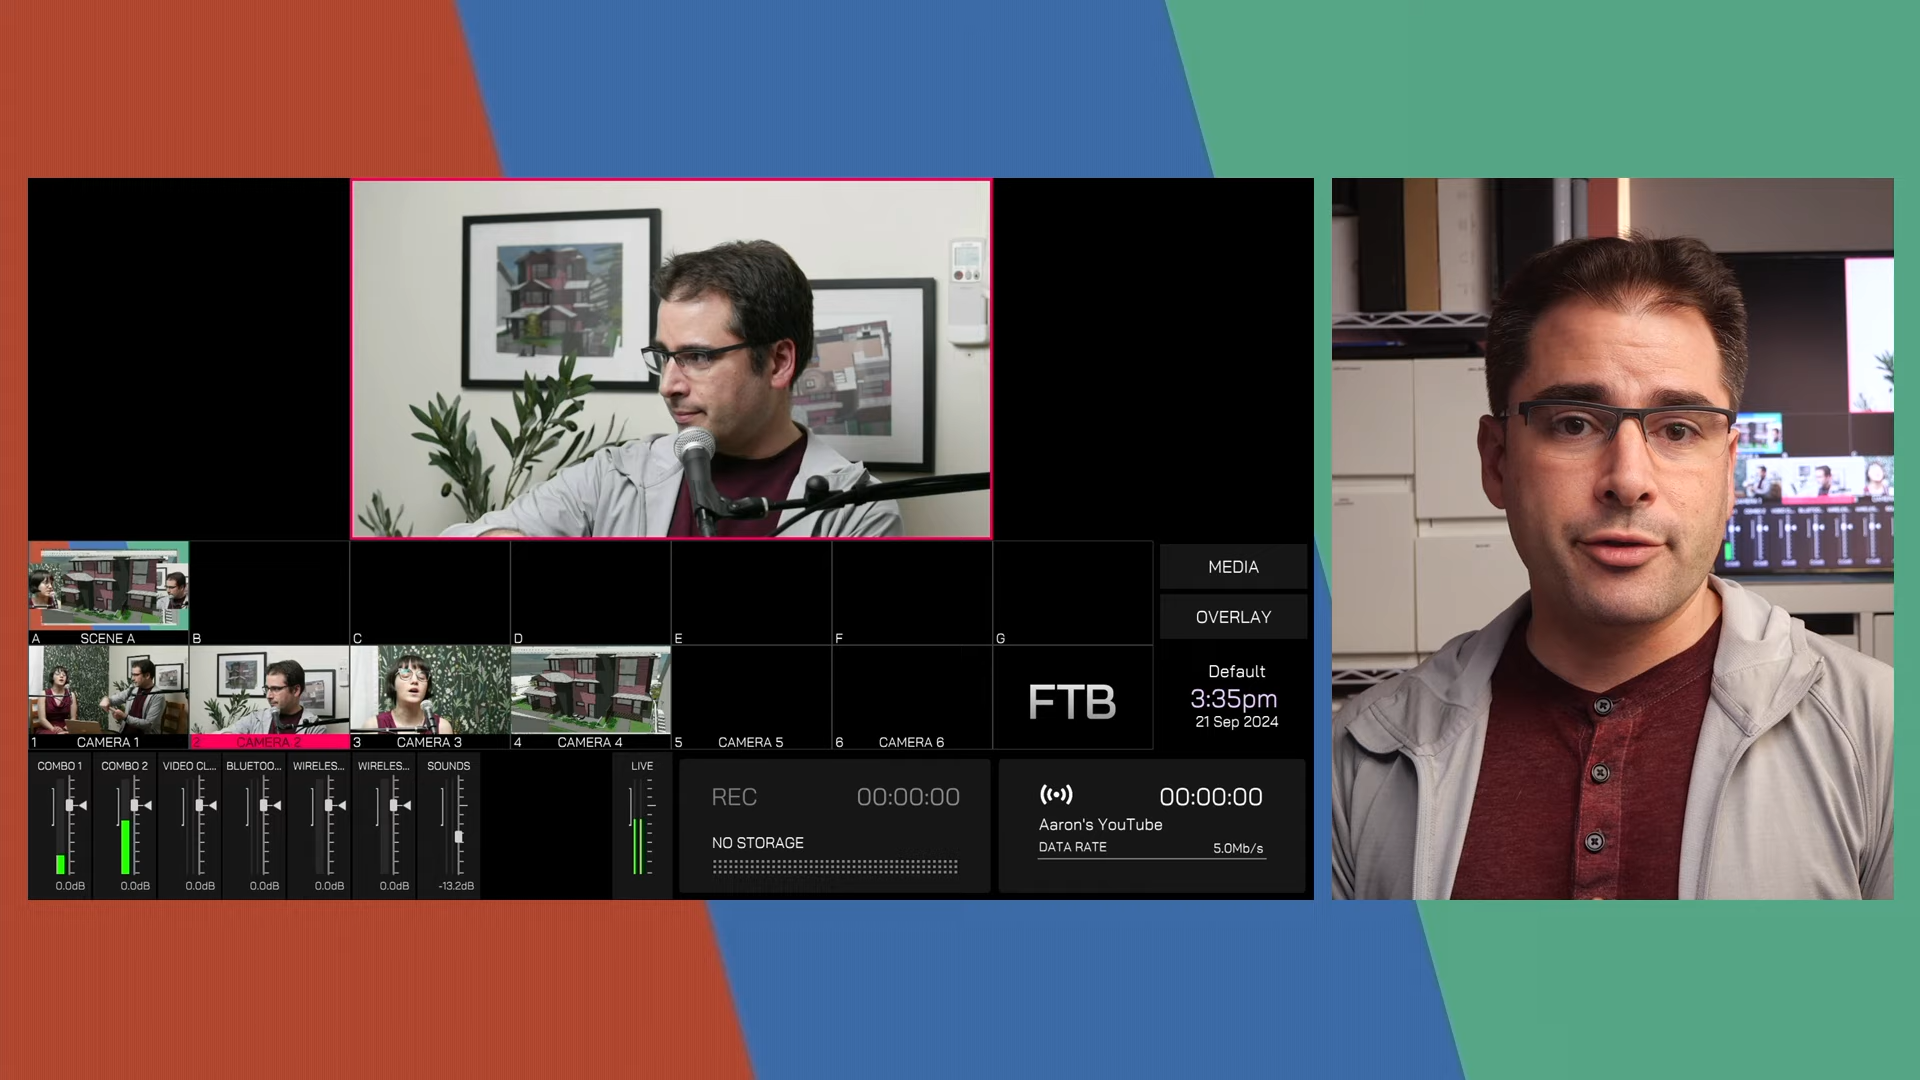 A SCENE A
B
C
D
E
F
G
MEDIA
OVERLAY
1 CAMERA 1
2 CAMERA 2
3 CAMERA 3
4 CAMERA 4
5 CAMERA 5
6 CAMERA 6
FTB
Default
3:35pm
21 Sep 2024
COMBO 1
COMBO 2
VIDEO CL...
BLUETOO...
WIRELES...
WIRELES...
SOUNDS
LIVE
0.0dB
0.0dB
0.0dB
0.0dB
0.0dB
0.0dB
-13.2dB
REC 00:00:00
NO STORAGE
00:00:00
Aaron's YouTube
DATA RATE 5.0Mb/s